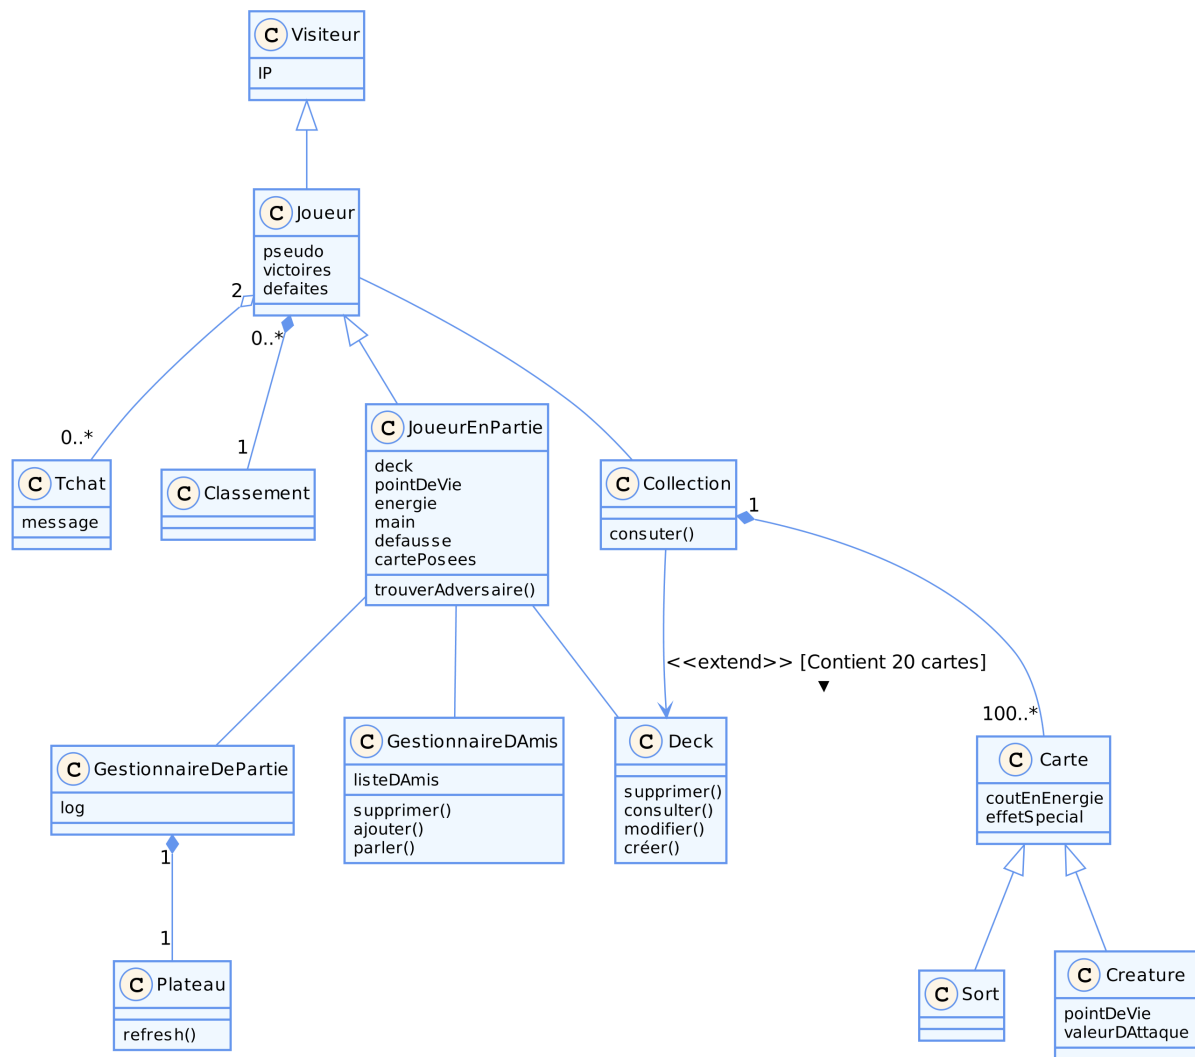 C Visiteur
IP
C Joueur
pseudo
victoires
defaites
2
0..*
0..*
1
C JoueurEnPartie
deck
pointDeVie
energie
main
defausse
cartePosees
trouverAdversaire()
C Tchat
message
C Classement
C Collection
consuter()
1
<<extend>> [Contient 20 cartes]
100..*
C GestionnaireDePartie
log
1
1
C GestionnaireDAmis
listeDAmis
supprimer()
ajouter()
parler()
C Deck
supprimer()
consulter()
modifier()
créer()
C Carte
coutEnEnergie
effetSpecial
C Plateau
refresh()
C Sort
C Creature
pointDeVie
valeurDAttaque